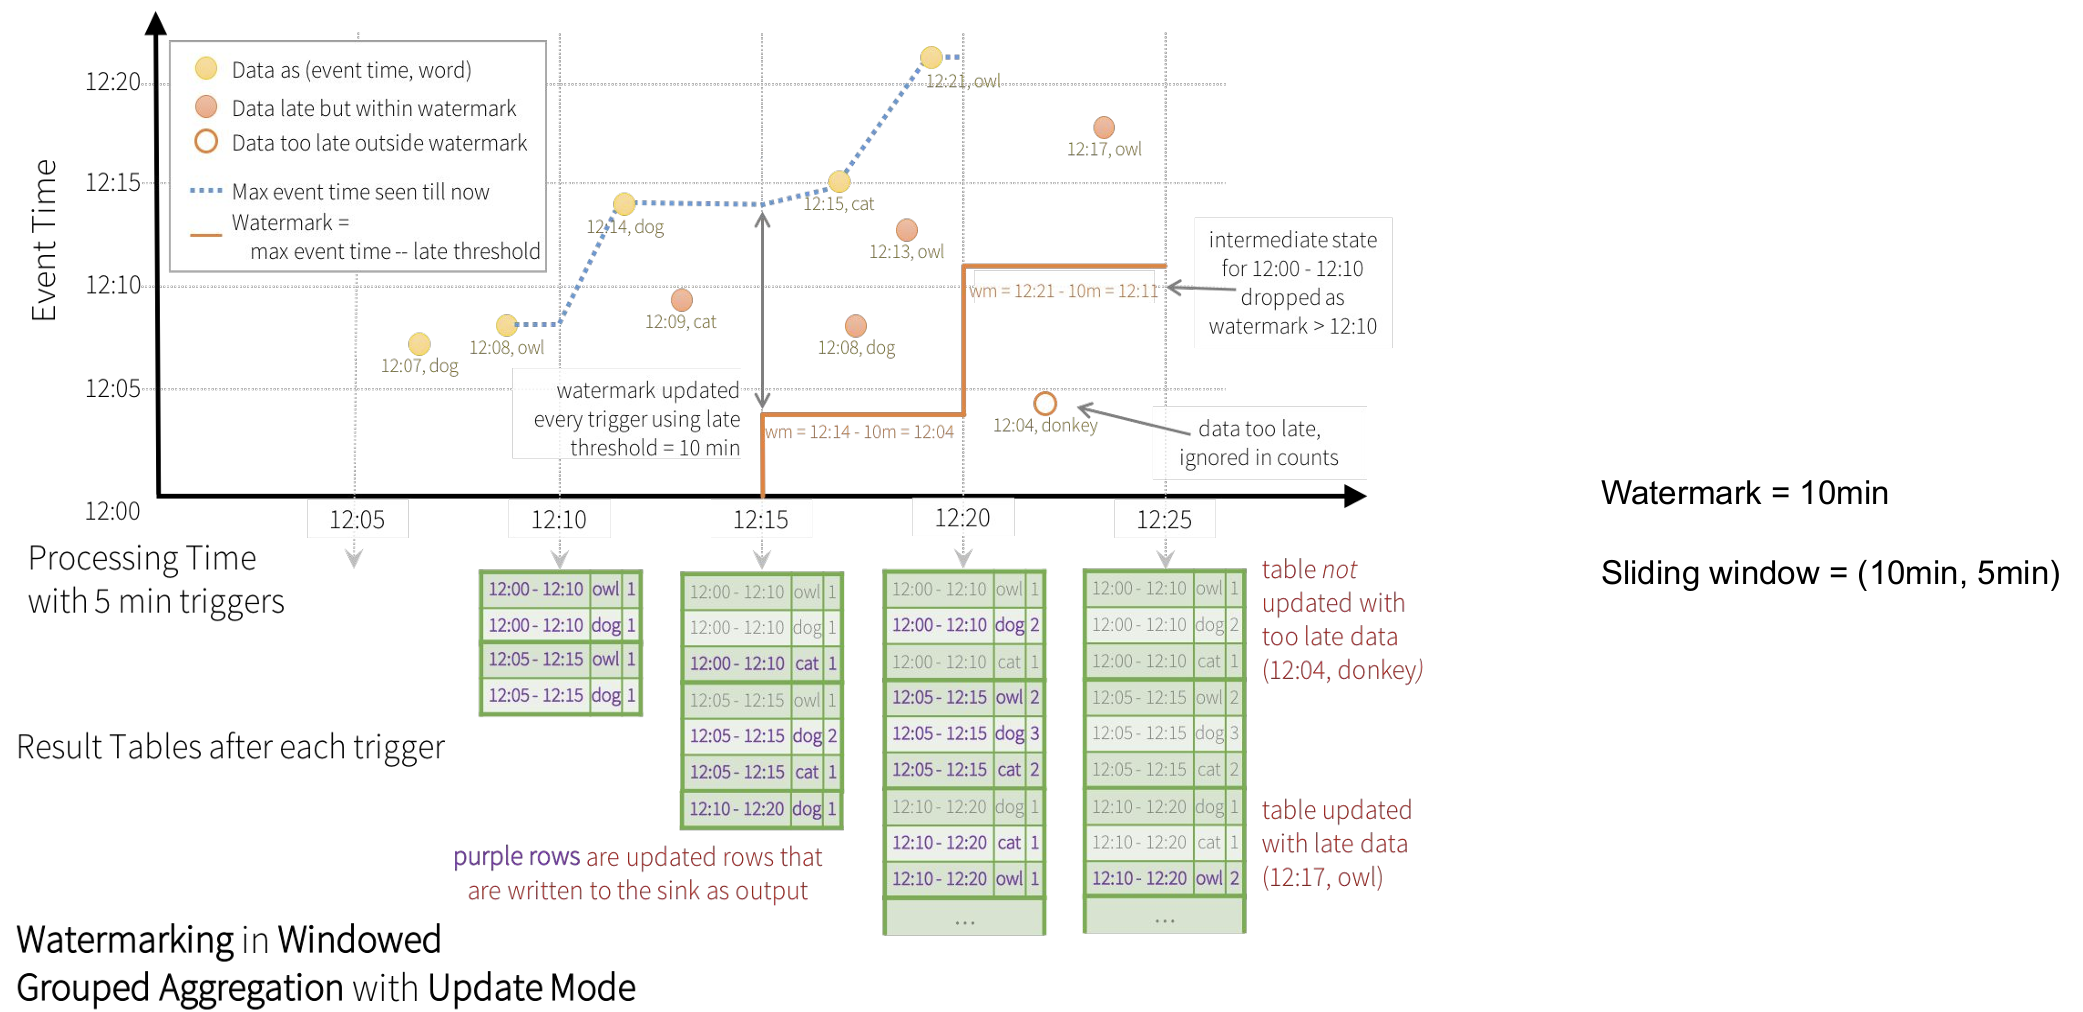 Event Time
12:20
12:15
12:10
12:05
12:00
Data as (event time, word)
Data late but within watermark
Data too late outside watermark
Max event time seen till now
Watermark =
max event time -- late threshold
12:07, dog
12:08, owl
12:14, dog
12:09, cat
12:15, cat
12:21, owl
12:13, owl
12:08, dog
12:17, owl
12:04, donkey
watermark updated
every trigger using late
threshold = 10 min
wm = 12:14 - 10m = 12:04
wm = 12:21 - 10m = 12:11
intermediate state
for 12:00 - 12:10
dropped as
watermark > 12:10
data too late,
ignored in counts
Watermark = 10min
Sliding window = (10min, 5min)
12:05
12:10
12:15
12:20
12:25
Processing Time
with 5 min triggers
Result Tables after each trigger
12:00 - 12:10 owl 1
12:00 - 12:10 dog 1
12:05 - 12:15 owl 1
12:05 - 12:15 dog 1
12:00 - 12:10 owl 1
12:00 - 12:10 dog 1
12:00 - 12:10 cat 1
12:05 - 12:15 owl 1
12:05 - 12:15 dog 2
12:05 - 12:15 cat 1
12:10 - 12:20 dog 1
12:00 - 12:10 owl 1
12:00 - 12:10 dog 2
12:00 - 12:10 cat 1
12:05 - 12:15 owl 2
12:05 - 12:15 dog 3
12:05 - 12:15 cat 2
12:10 - 12:20 dog 1
12:10 - 12:20 cat 1
12:10 - 12:20 owl 1
...
12:00 - 12:10 owl 1
12:00 - 12:10 dog 2
12:00 - 12:10 cat 1
12:05 - 12:15 owl 2
12:05 - 12:15 dog 3
12:05 - 12:15 cat 2
12:10 - 12:20 dog 1
12:10 - 12:20 cat 1
12:10 - 12:20 owl 2
...
table not
updated with
too late data
(12:04, donkey)
table updated
with late data
(12:17, owl)
purple rows are updated rows that
are written to the sink as output
Watermarking in Windowed
Grouped Aggregation with Update Mode